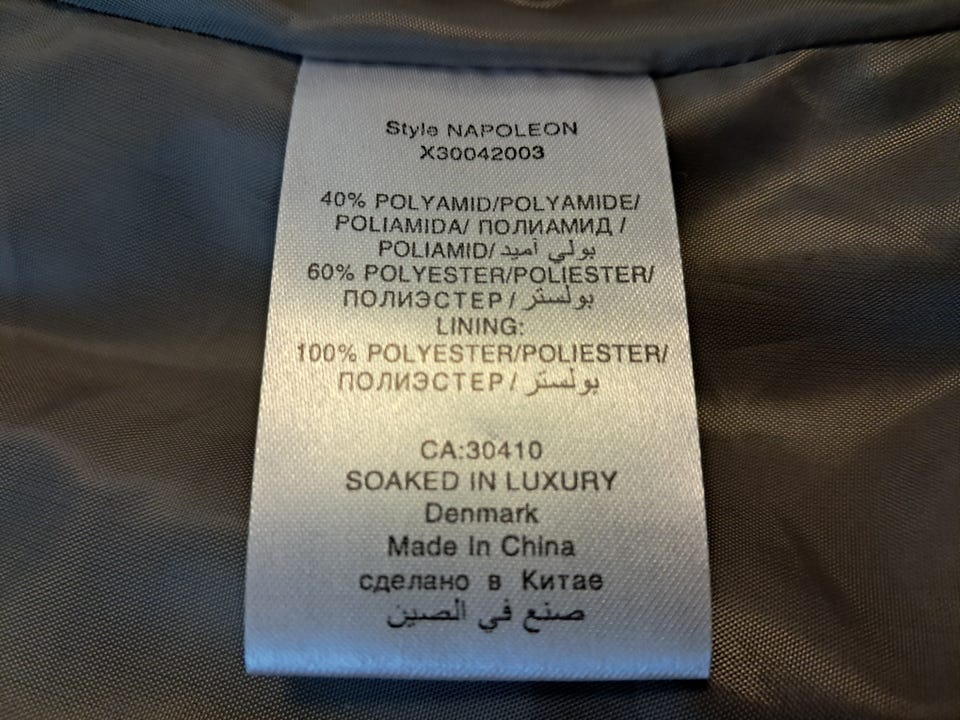 Style NAPOLEON
X30042003
40% POLYAMID/POLYAMIDE/
POLIAMIDA/ ПОЛИАМИД /
POLIAMID/ بولي آميد
60% POLYESTER/POLIESTER/
ПОЛИЭСТЕР / بولستر
LINING:
100% POLYESTER/POLIESTER/
ПОЛИЭСТЕР / بولستر
CA:30410
SOAKED IN LUXURY
Denmark
Made In China
сделано в Китае
صنع في الصين